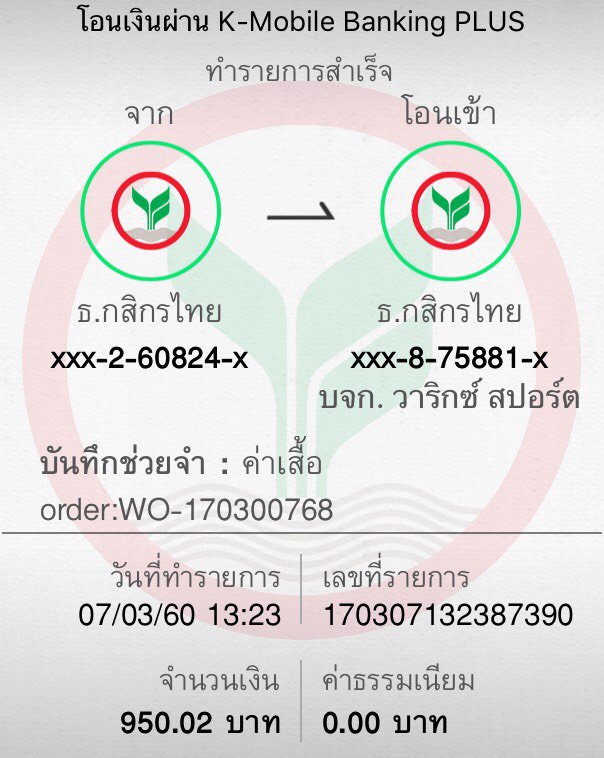 โอนเงินผ่าน K-Mobile Banking PLUS
ทำรายการสำเร็จ
จาก
โอนเข้า
ธ.กสิกรไทย
ธ.กสิกรไทย
xxx-2-60824-x
xxx-8-75881-x
บจก. วาริกซ์ สปอร์ต
บันทึกช่วยจำ : ค่าเสื้อ
order:WO-170300768
วันที่ทำรายการ
เลขที่รายการ
07/03/60 13:23
170307132387390
จำนวนเงิน
ค่าธรรมเนียม
950.02 บาท
0.00 บาท